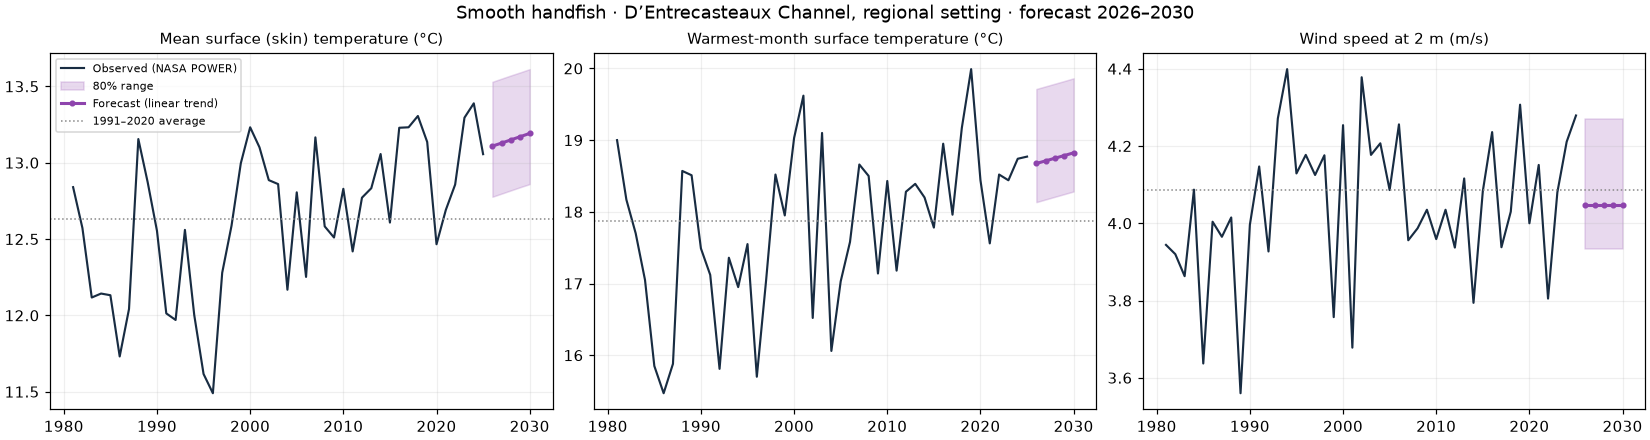 Smooth handfish · D’Entrecasteaux Channel, regional setting · forecast 2026–2030
Mean surface (skin) temperature (°C)
Observed (NASA POWER)
80% range
Forecast (linear trend)
1991–2020 average
13.5
13.0
12.5
12.0
11.5
1980 1990 2000 2010 2020 2030
Warmest-month surface temperature (°C)
20
19
18
17
16
1980 1990 2000 2010 2020 2030
Wind speed at 2 m (m/s)
4.4
4.2
4.0
3.8
3.6
1980 1990 2000 2010 2020 2030